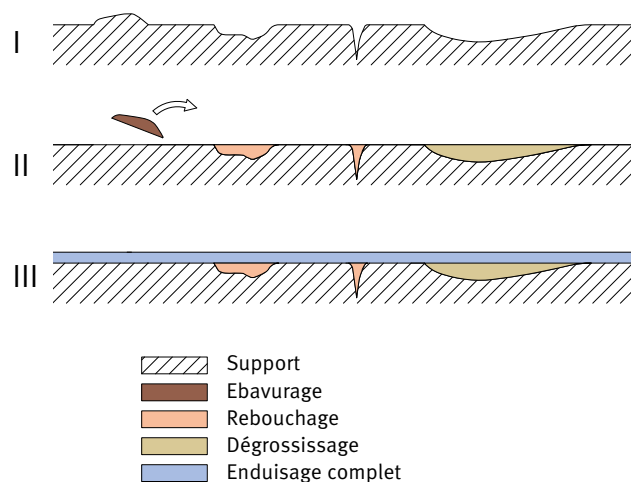 I
II
III
Support
Ebavurage
Rebouchage
Dégrossissage
Enduisage complet